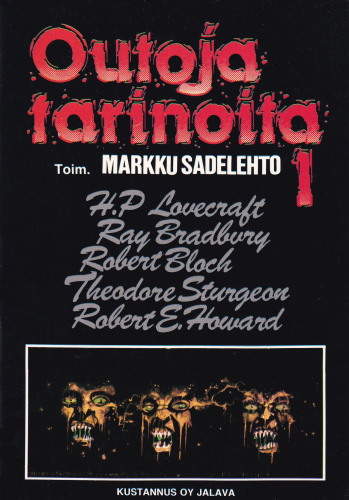 Outoja
tarinoita
1
Toim. MARKKU SADELEHTO
H.P Lovecraft
Ray Bradbury
Robert Bloch
Theodore Sturgeon
Robert E. Howard
KUSTANNUS OY JALAVA